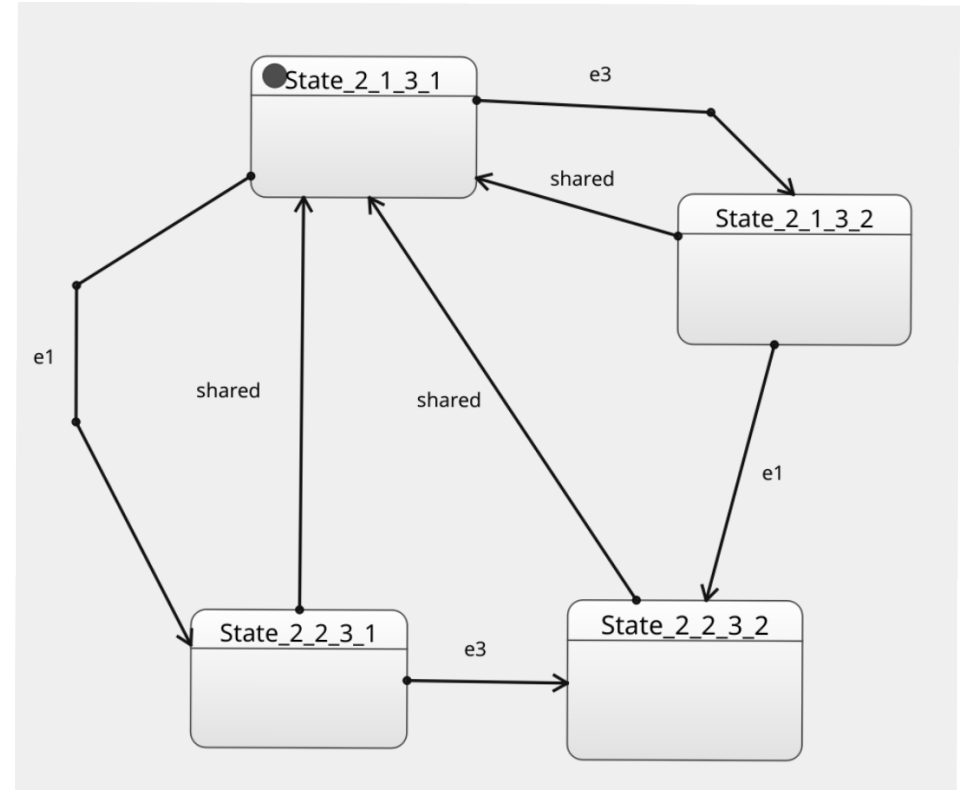 State_2_1_3_1
e3
shared
State_2_1_3_2
e1
shared
shared
e1
State_2_2_3_1
e3
State_2_2_3_2